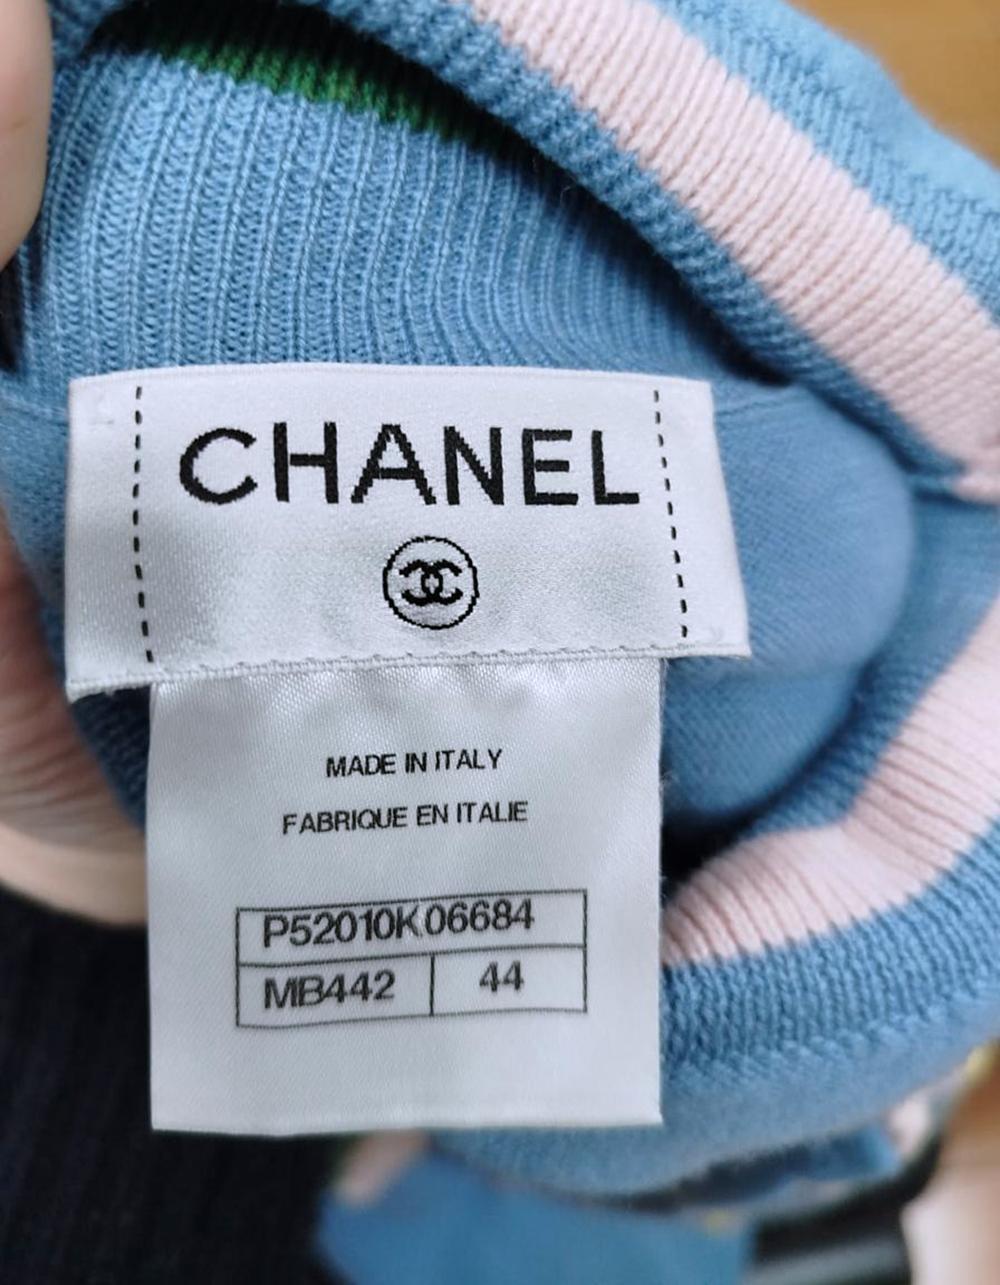 CHANEL
MADE IN ITALY
FABRIQUE EN ITALIE
P52010K06684
MB442 44